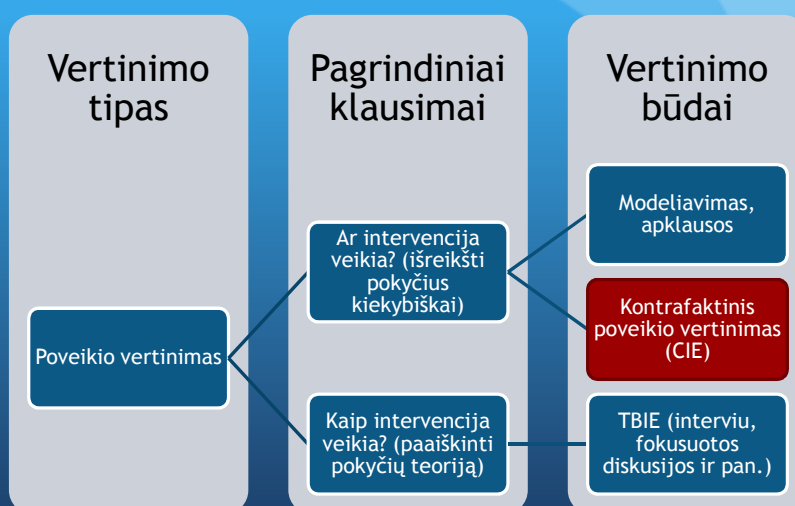 Vertinimo
tipas
Pagrindiniai
klausimai
Vertinimo
būdai
Poveikio vertinimas
Ar intervencija
veikia? (išreikšti
pokyčius
kiekybiškai)
Kaip intervencija
veikia? (paaiškinti
pokyčių teoriją)
Modeliavimas,
apklausos
Kontrafaktinis
poveikio vertinimas
(CIE)
TBIE (interviu,
fokusuotos
diskusijos ir pan.)